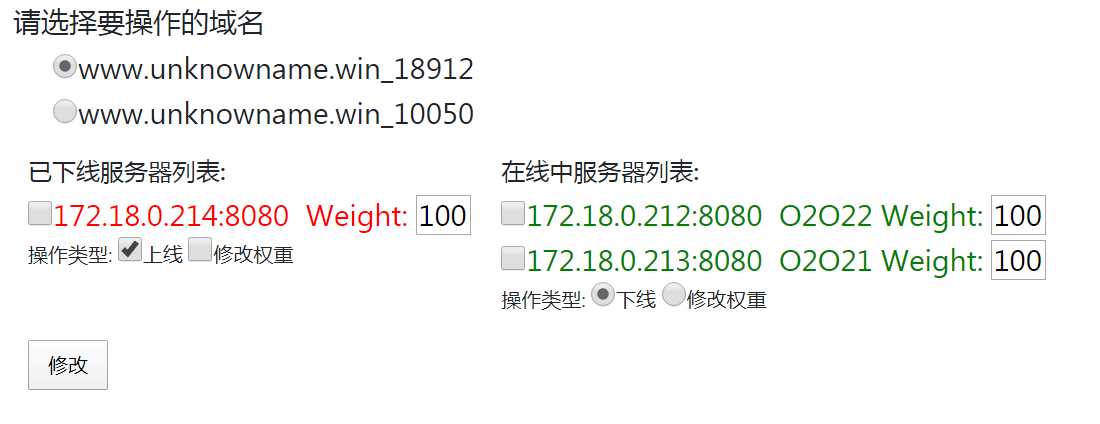 请选择要操作的域名
www.unknowname.win_18912
www.unknowname.win_10050
已下线服务器列表:
172.18.0.214:8080 Weight: 100
操作类型: 上线 修改权重
在线中服务器列表:
172.18.0.212:8080 O2O22 Weight: 100
172.18.0.213:8080 O2O21 Weight: 100
操作类型: 下线 修改权重
修改